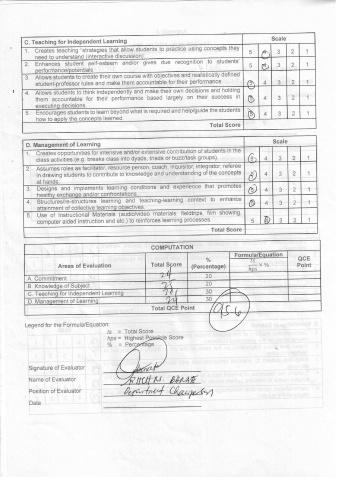 C. Teaching for Independent Learning Scale
1. Creates teaching strategies that allow students to practice using concepts they need to understand (interactive discussion) 5 4 3 2 1
2. Enhances student self-esteem and/or gives due recognition to students' performance/potentials 5 4 3 2 1
3. Allows students to create their own course with objectives and realistically defined student-professor rules and make them accountable for their performance 5 4 3 2 1
4. Allows students to think independently and make their own decisions and holding them accountable for their performance based largely on their success in executing decisions. 5 4 3 2 1
5. Encourages students to learn beyond what is required and help/guide the students how to apply the concepts learned 5 4 3 2 1
Total Score
D. Management of Learning Scale
1. Creates opportunities for intensive and/or extensive contribution of students in the class activities (e.g. breaks class into dyads, triads or buzz/task groups). 5 4 3 2 1
2. Assumes roles as facilitator, resource person, coach, inquisitor, integrator, referee in drawing students to contribute to knowledge and understanding of the concepts at hands. 5 4 3 2 1
3. Designs and implements learning conditions and experience that promotes healthy exchange and/or confrontations. 5 4 3 2 1
4. Structures/re-structures learning and teaching-learning context to enhance attainment of collective learning objectives. 5 4 3 2 1
5. Use of Instructional Materials (audio/video materials, fieldtrips, film showing, computer aided instruction and etc.) to reinforces learning processes. 5 4 3 2 1
Total Score
COMPUTATION
Areas of Evaluation Total Score % (Percentage) Formula/Equation ts/hps × % QCE Point
A. Commitment 24 20
B. Knowledge of Subject 20
C. Teaching for Independent Learning 30
D. Management of Learning 24 30
Total QCE Point 95.6
Legend for the Formula/Equation:
ts = Total Score
hps = Highest Possible Score
% = Percentage
Signature of Evaluator
Name of Evaluator
Position of Evaluator : Department Chairperson
Date